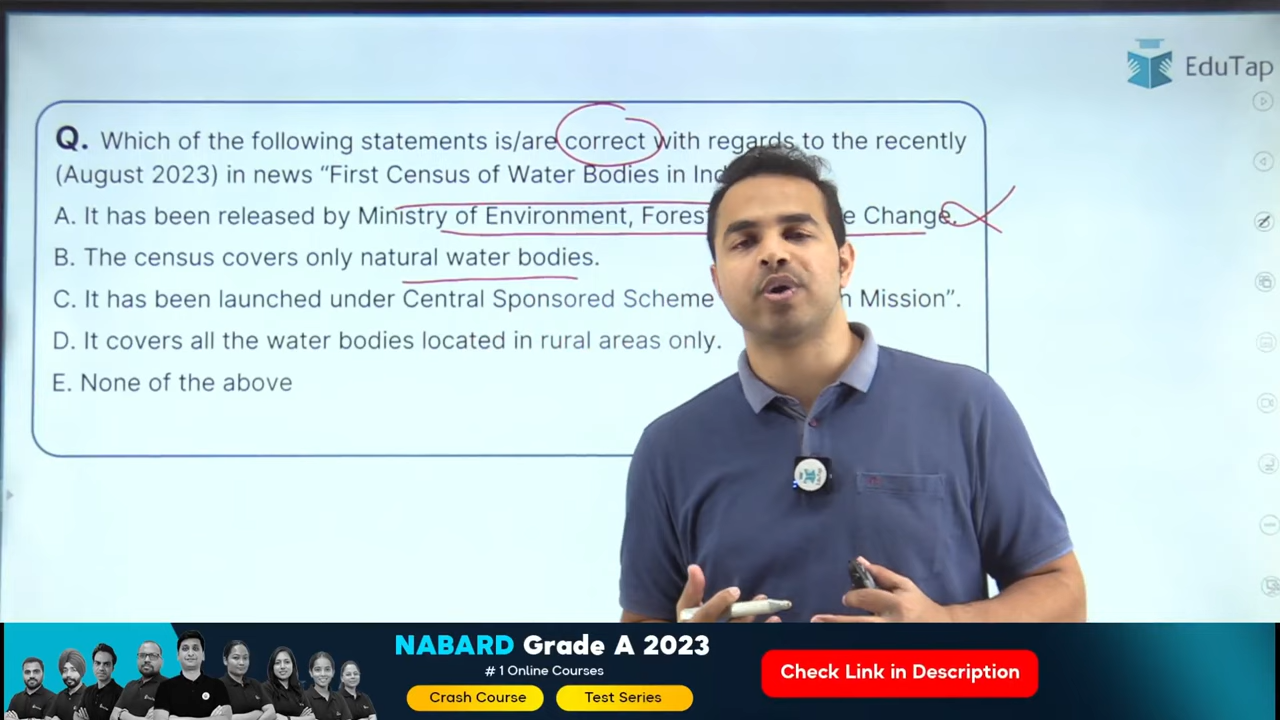 EduTap
Q. Which of the following statements is/are correct with regards to the recently
(August 2023) in news “First Census of Water Bodies in
A. It has been released by Ministry of Environment, Change.
B. The census covers only natural water bodies.
C. It has been launched under Central Sponsored Scheme Mission”.
D. It covers all the water bodies located in rural areas only.
E. None of the above
NABARD Grade A 2023
# 1 Online Courses
Crash Course
Test Series
Check Link in Description